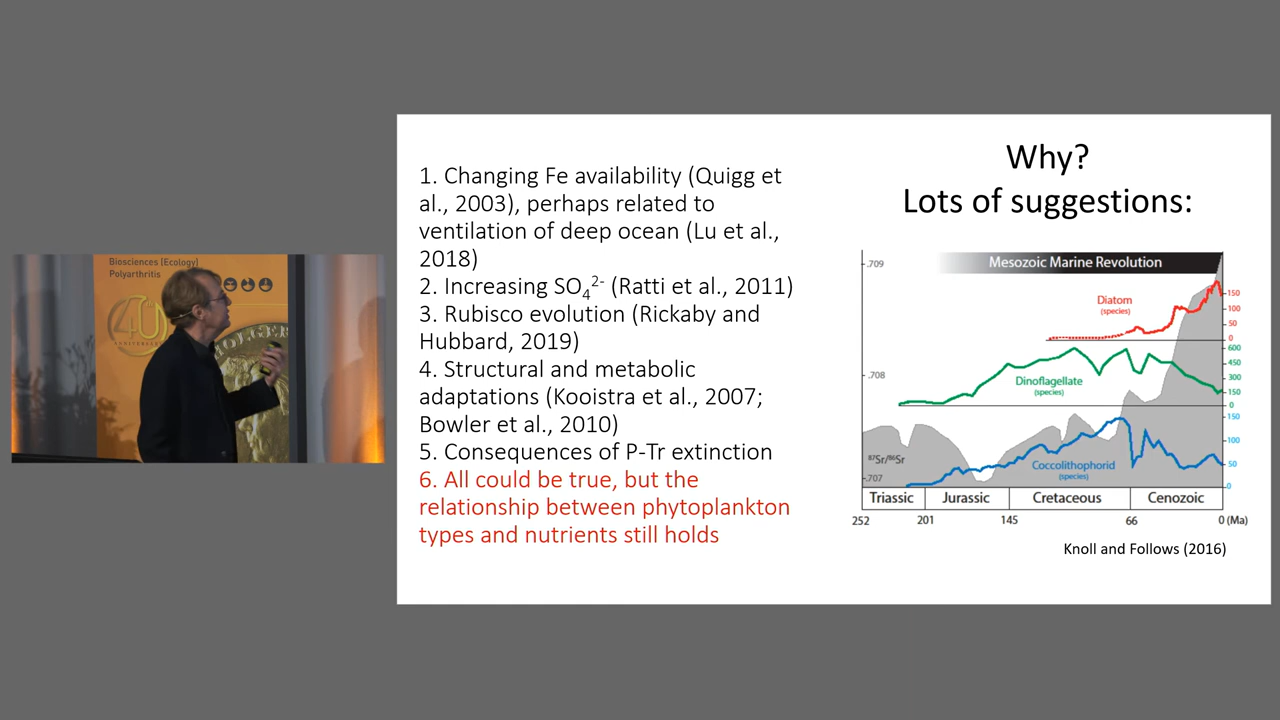 Biosciences (Ecology)
Polyarthritis
40
ANNIVERSARY
1. Changing Fe availability (Quigg et
al., 2003), perhaps related to
ventilation of deep ocean (Lu et al.,
2018)
2. Increasing SO₄²⁻ (Ratti et al., 2011)
3. Rubisco evolution (Rickaby and
Hubbard, 2019)
4. Structural and metabolic
adaptations (Kooistra et al., 2007;
Bowler et al., 2010)
5. Consequences of P-Tr extinction
6. All could be true, but the
relationship between phytoplankton
types and nutrients still holds
Why?
Lots of suggestions:
.709
Mesozoic Marine Revolution
Diatom
(species)
150
100
50
0
.708
Dinoflagellate
(species)
600
450
300
150
0
⁸⁷Sr/⁸⁶Sr
.707
Coccolithophorid
(species)
150
100
50
0
Triassic Jurassic Cretaceous Cenozoic
252 201 145 66 0 (Ma)
Knoll and Follows (2016)